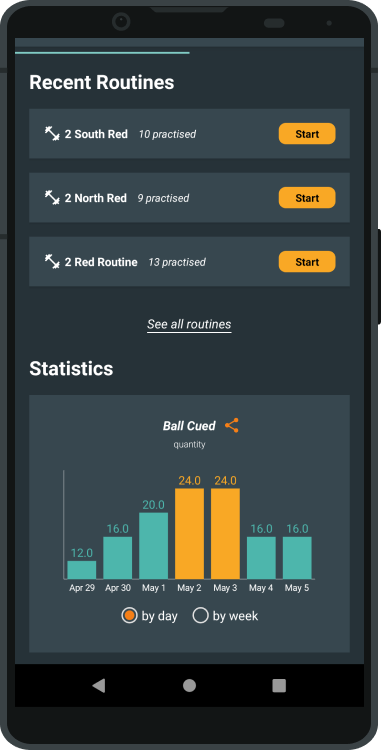 Recent Routines
2 South Red 10 practised Start
2 North Red 9 practised Start
2 Red Routine 13 practised Start
See all routines
Statistics
Ball Cued
quantity
24.0 24.0
20.0
16.0 16.0 16.0
12.0
Apr 29 Apr 30 May 1 May 2 May 3 May 4 May 5
by day by week